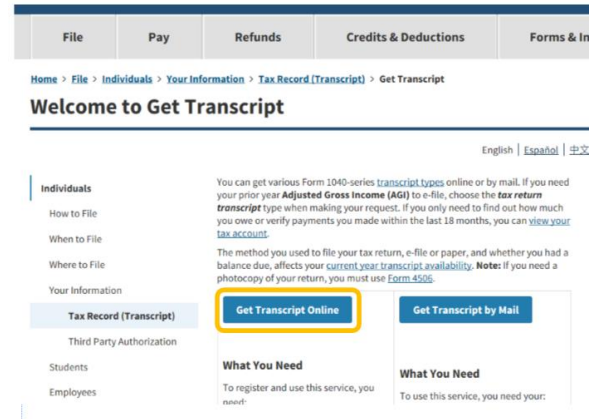 File Pay Refunds Credits & Deductions Forms & In
Home > File > Individuals > Your Information > Tax Record (Transcript) > Get Transcript
Welcome to Get Transcript
English | Español | 中文
Individuals
How to File
When to File
Where to File
Your Information
Tax Record (Transcript)
Third Party Authorization
Students
Employees
You can get various Form 1040-series transcript types online or by mail. If you need
your prior year Adjusted Gross Income (AGI) to e-file, choose the tax return
transcript type when making your request. If you only need to find out how much
you owe or verify payments you made within the last 18 months, you can view your
tax account.
The method you used to file your tax return, e-file or paper, and whether you had a
balance due, affects your current year transcript availability. Note: If you need a
photocopy of your return, you must use Form 4506.
Get Transcript Online
What You Need
To register and use this service, you
need:
Get Transcript by Mail
What You Need
To use this service, you need your: